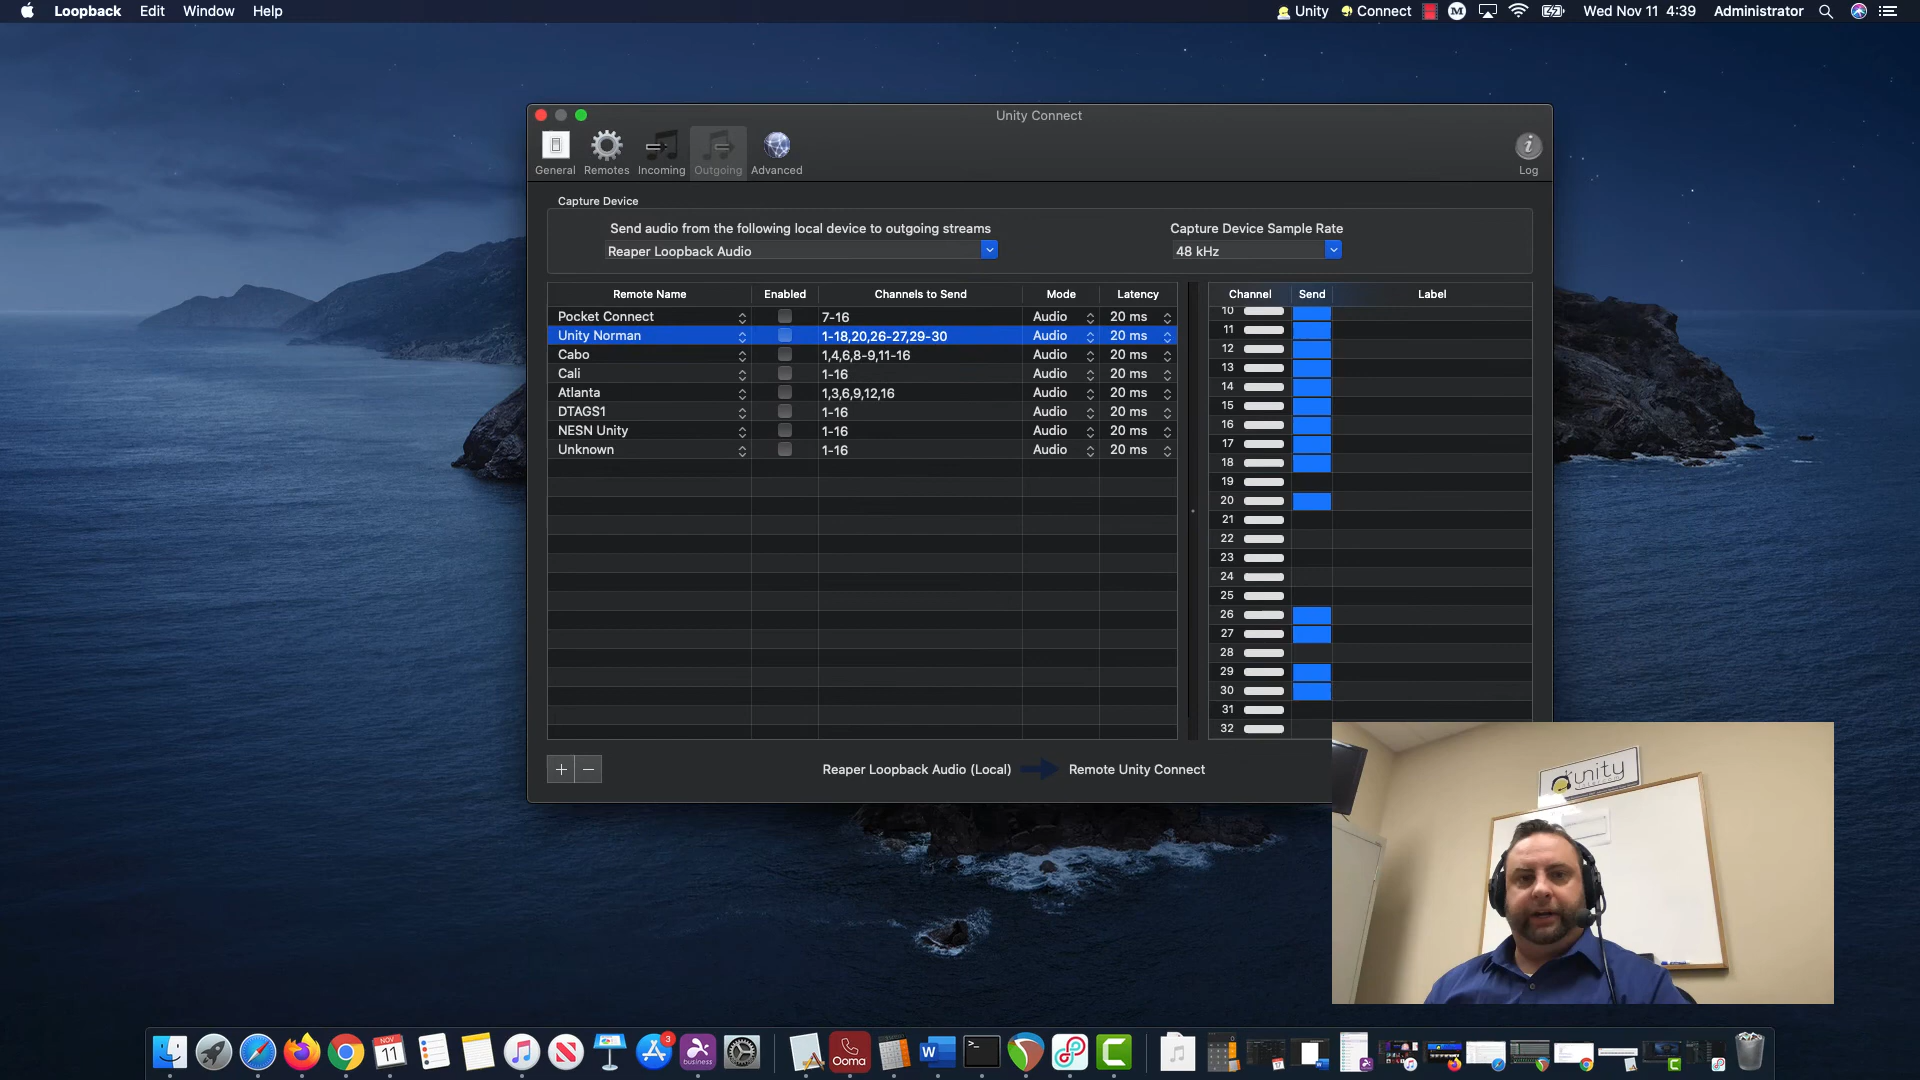 Loopback Edit Window Help
Unity Connect M Wed Nov 11 4:39 Administrator
Unity Connect
General Remotes Incoming Outgoing Advanced Log
Capture Device
Send audio from the following local device to outgoing streams
Capture Device Sample Rate
Reaper Loopback Audio
48 kHz
Remote Name Enabled Channels to Send Mode Latency
Pocket Connect 7-16 Audio 20 ms
Unity Norman 1-18,20,26-27,29-30 Audio 20 ms
Cabo 1,4,6,8-9,11-16 Audio 20 ms
Cali 1-16 Audio 20 ms
Atlanta 1,3,6,9,12,16 Audio 20 ms
DTAGS1 1-16 Audio 20 ms
NESN Unity 1-16 Audio 20 ms
Unknown 1-16 Audio 20 ms
Channel Send Label
10
11
12
13
14
15
16
17
18
19
20
21
22
23
24
25
26
27
28
29
30
31
32
+ −
Reaper Loopback Audio (Local) Remote Unity Connect
unity
NOV
11
3
business
Ooma
W
>_
C